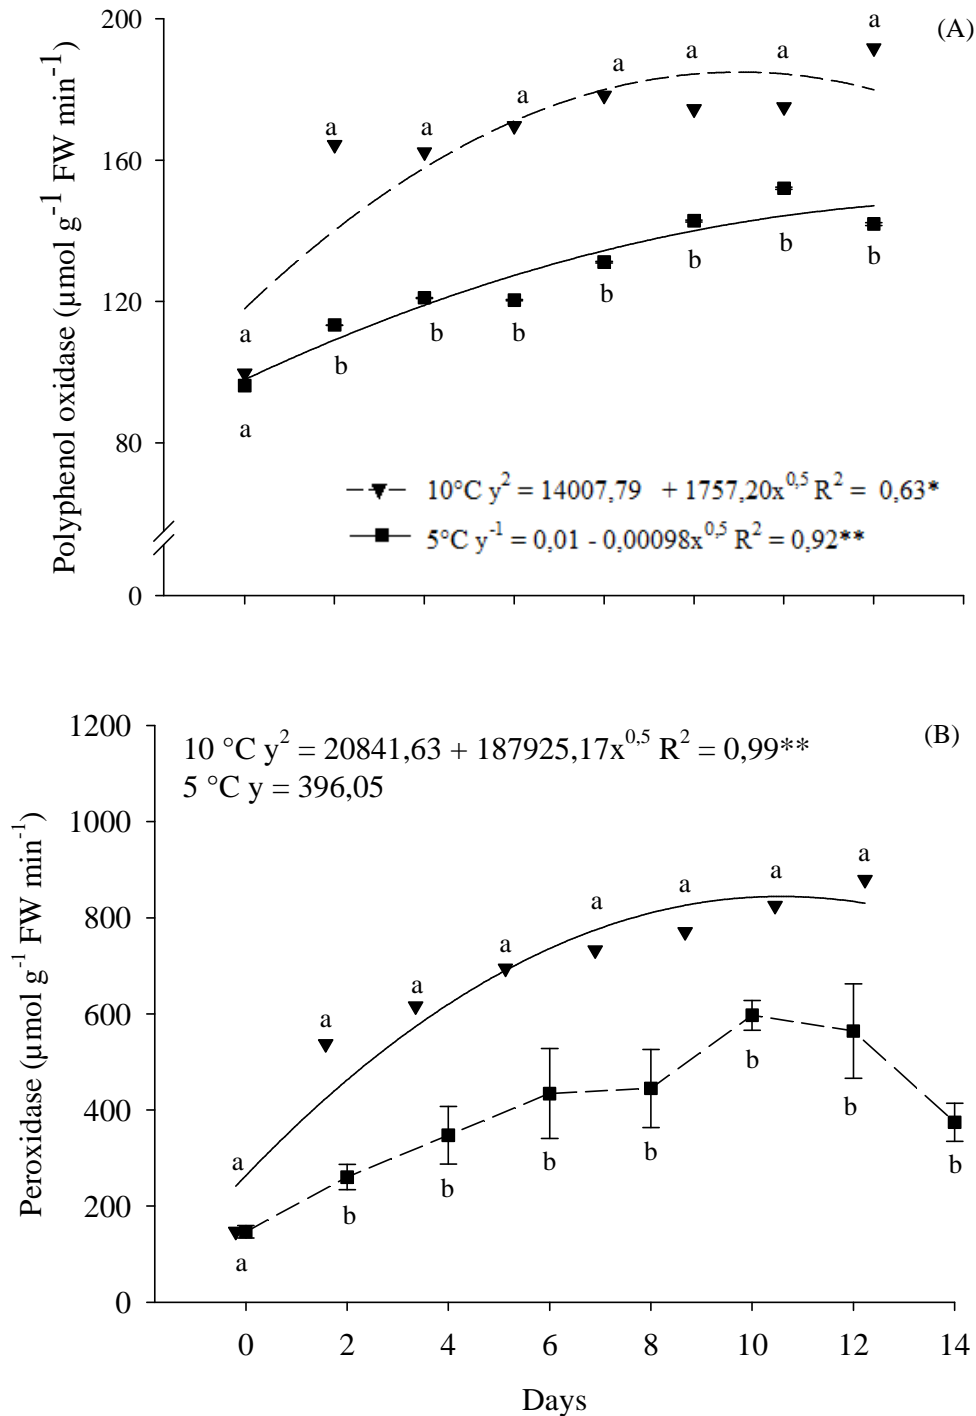 (A)
200
160
120
80
0
Polyphenol oxidase (µmol g⁻¹ FW min⁻¹)
a a a a a a a a
b b b b b b b
a
10°C y² = 14007,79 + 1757,20x⁰,⁵ R² = 0,63*
5°C y⁻¹ = 0,01 - 0,00098x⁰,⁵ R² = 0,92**
(B)
10 °C y² = 20841,63 + 187925,17x⁰,⁵ R² = 0,99**
5 °C y = 396,05
1200
1000
800
600
400
200
0
Peroxidase (µmol g⁻¹ FW min⁻¹)
a a a a a a a a
a b b b b b b b
0 2 4 6 8 10 12 14
Days